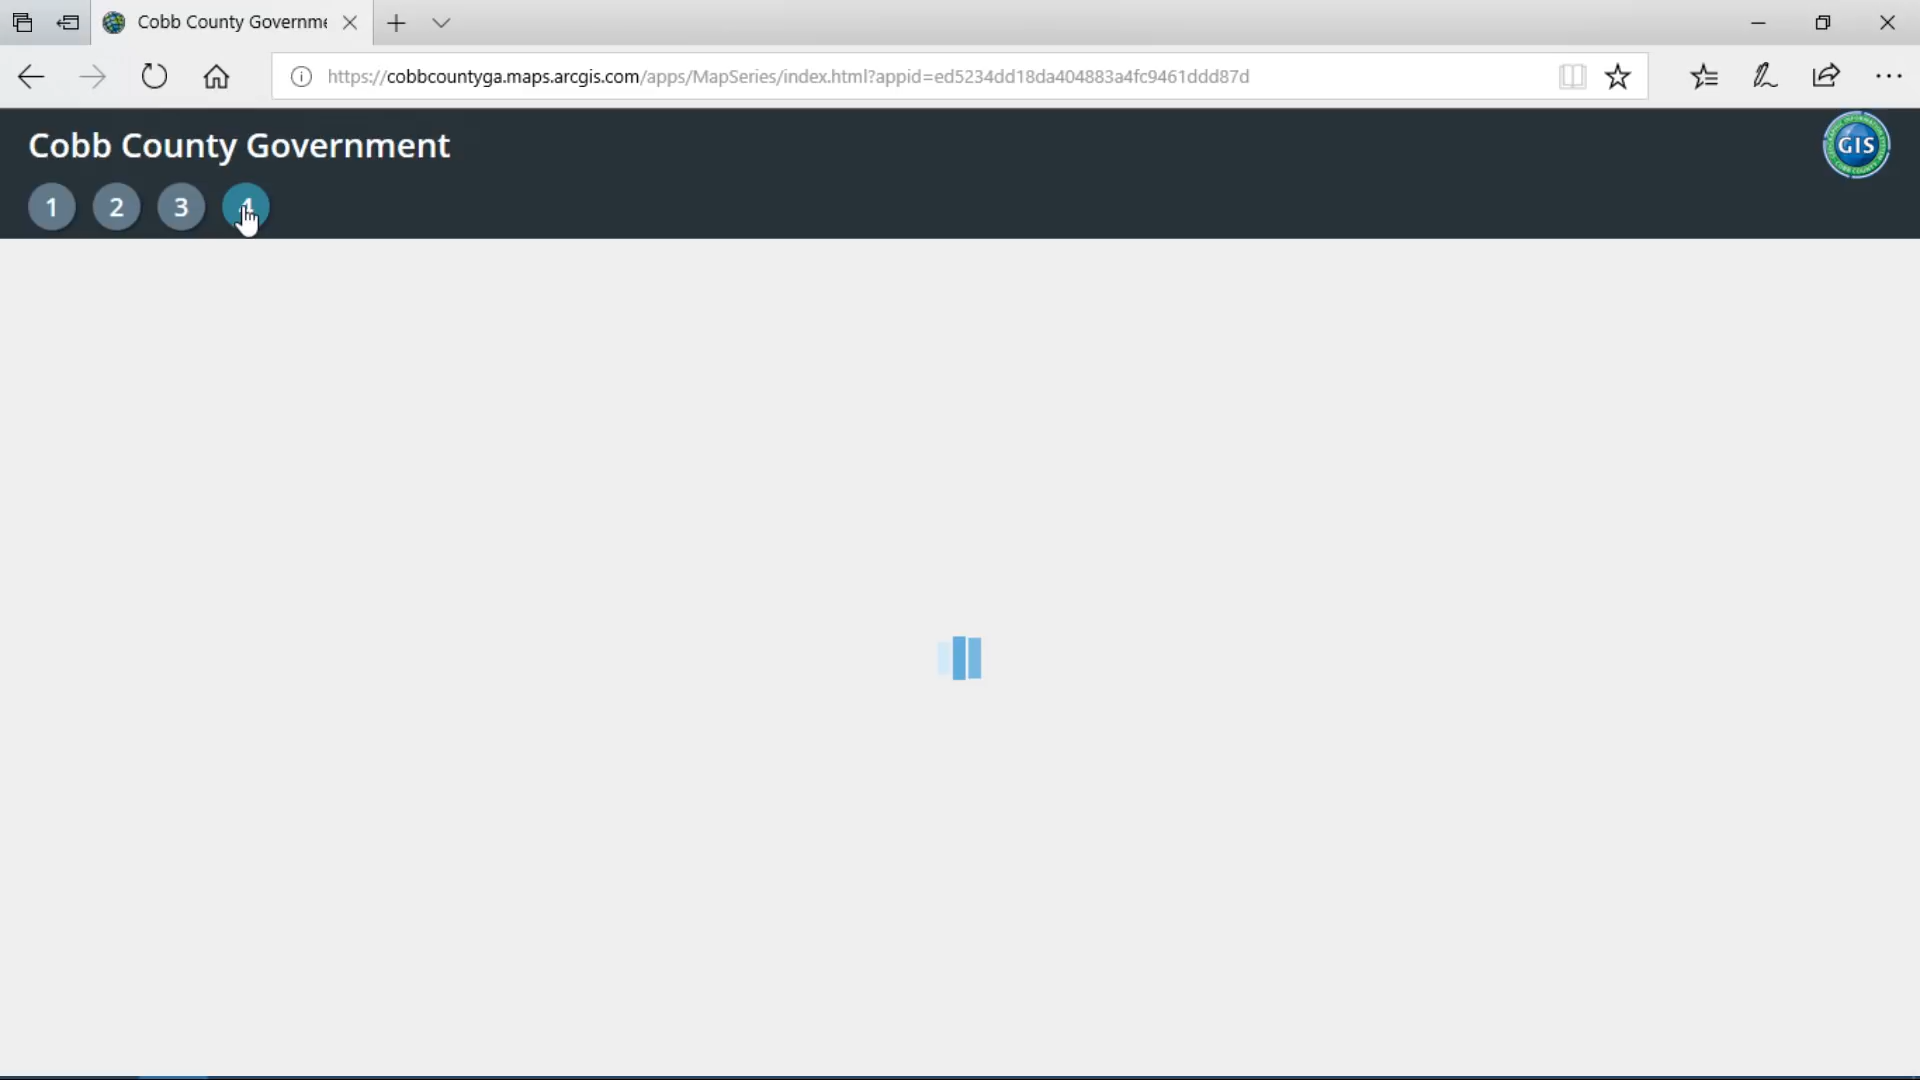 Cobb County Governme
https://cobbcountyga.maps.arcgis.com/apps/MapSeries/index.html?appid=ed5234dd18da404883a4fc9461ddd87d
Cobb County Government
GIS
1 2 3 4